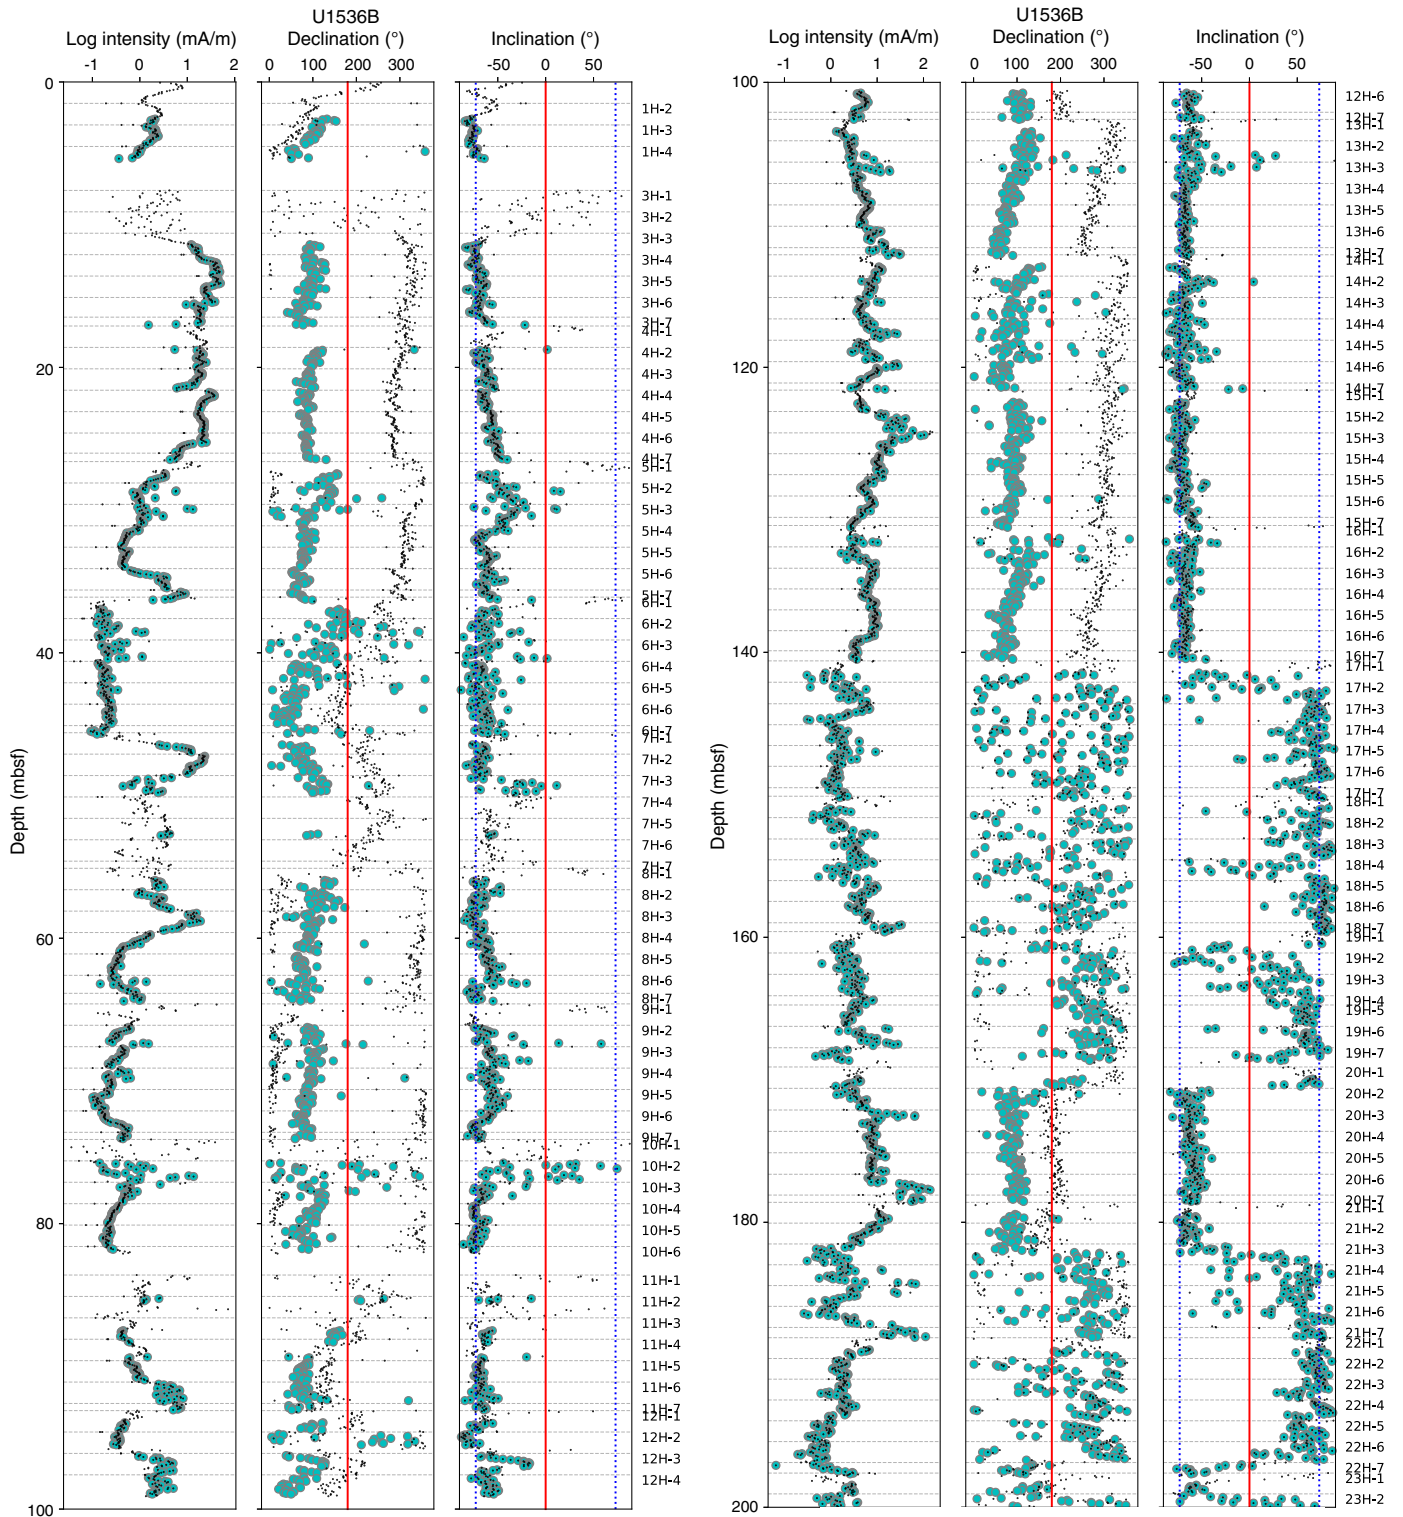 U1536B
Log intensity (mA/m) Declination (°) Inclination (°)
-1 0 1 2 0 100 200 300 -50 0 50
0
20
40
60
80
100
Depth (mbsf)
1H-2
1H-3
1H-4
3H-1
3H-2
3H-3
3H-4
3H-5
3H-6
3H-7
4H-1
4H-2
4H-3
4H-4
4H-5
4H-6
4H-7
5H-1
5H-2
5H-3
5H-4
5H-5
5H-6
5H-7
6H-1
6H-2
6H-3
6H-4
6H-5
6H-6
6H-7
7H-1
7H-2
7H-3
7H-4
7H-5
7H-6
7H-7
8H-1
8H-2
8H-3
8H-4
8H-5
8H-6
8H-7
9H-1
9H-2
9H-3
9H-4
9H-5
9H-6
9H-7
10H-1
10H-2
10H-3
10H-4
10H-5
10H-6
11H-1
11H-2
11H-3
11H-4
11H-5
11H-6
11H-7
12H-1
12H-2
12H-3
12H-4
U1536B
Log intensity (mA/m) Declination (°) Inclination (°)
-1 0 1 2 0 100 200 300 -50 0 50
100
120
140
160
180
200
Depth (mbsf)
12H-6
12H-7
13H-1
13H-2
13H-3
13H-4
13H-5
13H-6
13H-7
14H-2
14H-3
14H-4
14H-5
14H-6
14H-7
15H-1
15H-2
15H-3
15H-4
15H-5
15H-6
15H-7
16H-1
16H-2
16H-3
16H-4
16H-5
16H-6
16H-7
17H-1
17H-2
17H-3
17H-4
17H-5
17H-6
17H-7
18H-1
18H-2
18H-3
18H-4
18H-5
18H-6
18H-7
19H-1
19H-2
19H-3
19H-4
19H-5
19H-6
19H-7
20H-1
20H-2
20H-3
20H-4
20H-5
20H-6
20H-7
21H-1
21H-2
21H-3
21H-4
21H-5
21H-6
21H-7
22H-1
22H-2
22H-3
22H-4
22H-5
22H-6
22H-7
23H-1
23H-2